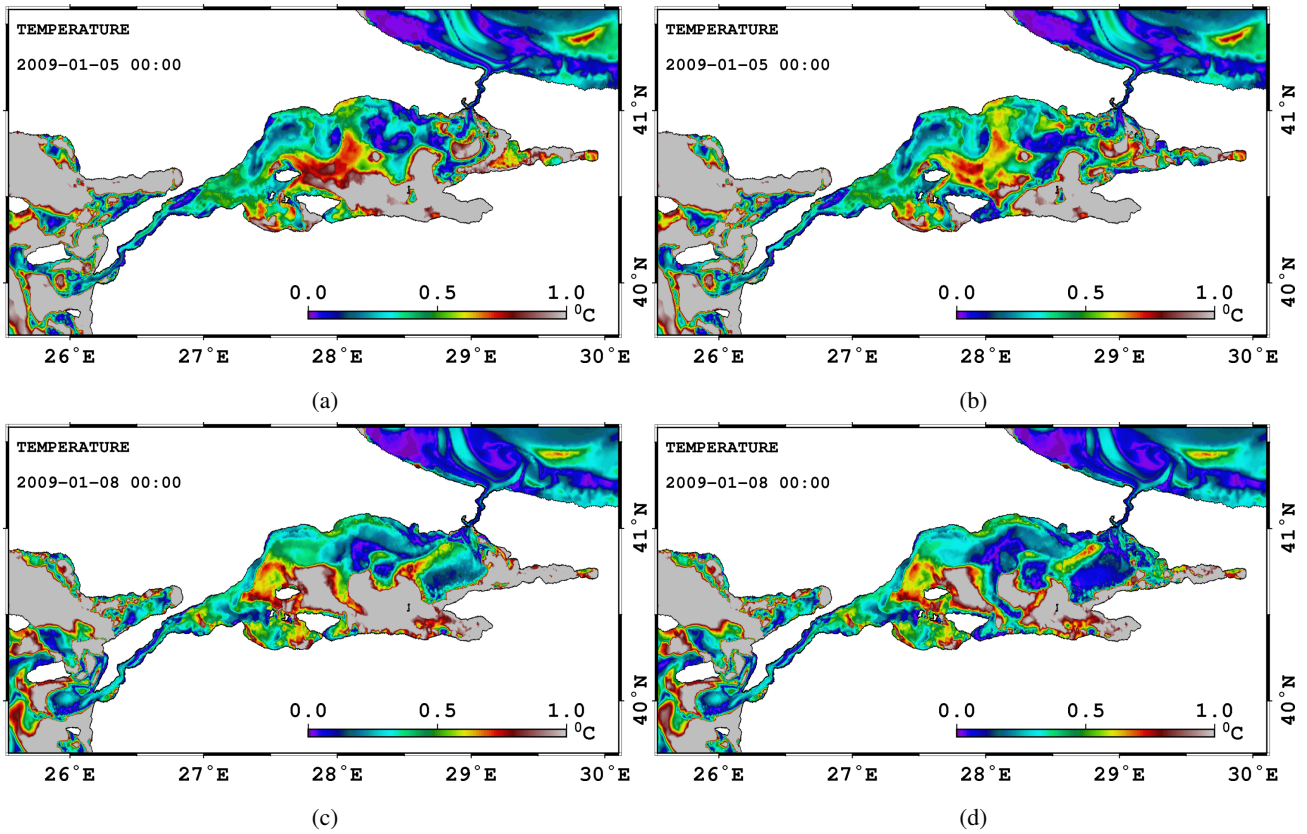 TEMPERATURE TEMPERATURE
2009-01-05 00:00 2009-01-05 00:00
41°N 41°N
40°N 40°N
0.0 0.5 1.0 0.0 0.5 1.0
⁰C ⁰C
26°E 27°E 28°E 29°E 30°E 26°E 27°E 28°E 29°E 30°E
(a) (b)
TEMPERATURE TEMPERATURE
2009-01-08 00:00 2009-01-08 00:00
41°N 41°N
40°N 40°N
0.0 0.5 1.0 0.0 0.5 1.0
⁰C ⁰C
26°E 27°E 28°E 29°E 30°E 26°E 27°E 28°E 29°E 30°E
(c) (d)